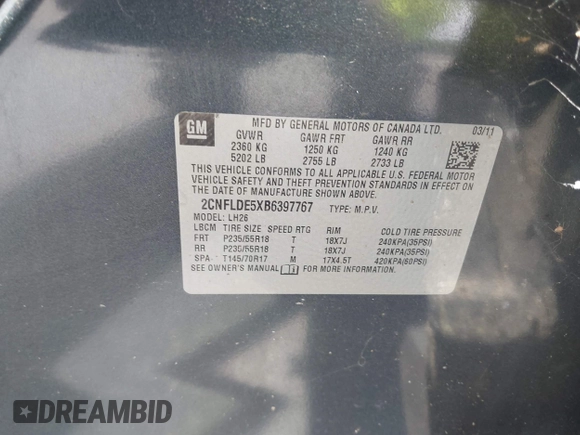 GM
MFD BY GENERAL MOTORS OF CANADA LTD. 03/11
GVWR GAWR FRT GAWR RR
2360 KG 1250 KG 1240 KG
5202 LB 2755 LB 2733 LB
THIS VEHICLE CONFORMS TO ALL APPLICABLE U.S. FEDERAL MOTOR
VEHICLE SAFETY AND THEFT PREVENTION STANDARDS IN EFFECT ON
THE DATE OF MANUFACTURE SHOWN ABOVE.
2CNFLDE5XB6397767 TYPE: M.P.V.
MODEL: LH26
LBCM TIRE SIZE SPEED RTG RIM COLD TIRE PRESSURE
FRT P235/55R18 T 18X7J 240KPA(35PSI)
RR P235/55R18 T 18X7J 240KPA(35PSI)
SPA T145/70R17 M 17X4.5T 420KPA(60PSI)
SEE OWNER'S MANUAL FOR MORE INFORMATION.
DREAMBID